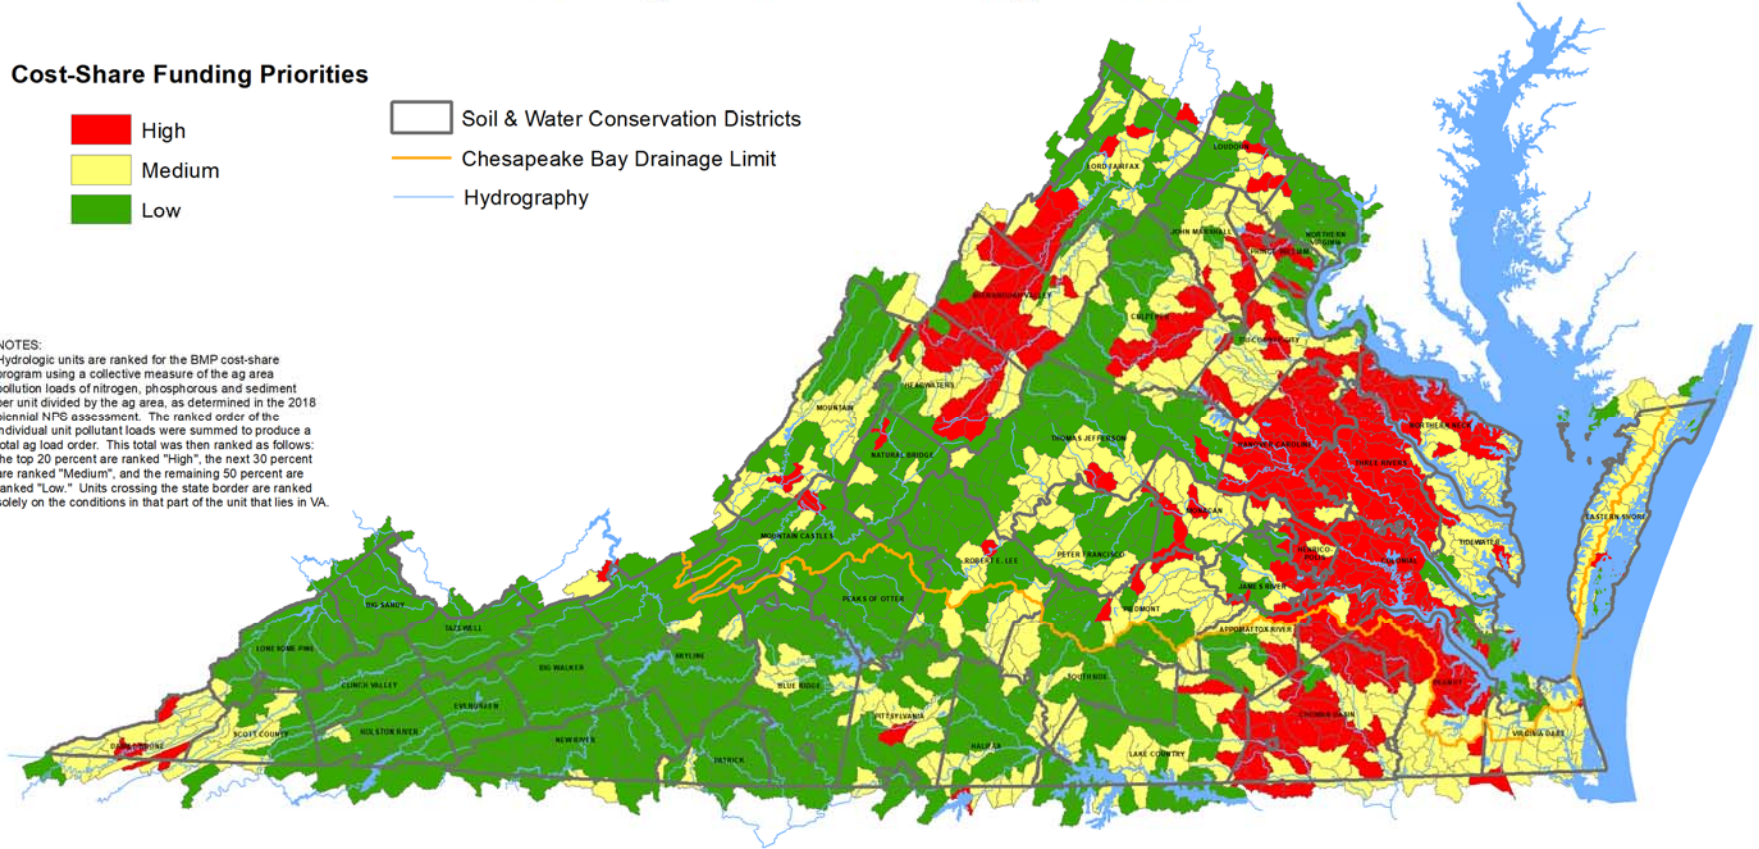 Cost-Share Funding Priorities
High
Medium
Low
Soil & Water Conservation Districts
Chesapeake Bay Drainage Limit
Hydrography
NOTES:
Hydrologic units are ranked for the BMP cost-share
program using a collective measure of the ag area
pollution loads of nitrogen, phosphorous and sediment
per unit divided by the ag area, as determined in the 2018
biennial NPS assessment. The ranked order of the
individual unit pollutant loads were summed to produce a
total ag load order. This total was then ranked as follows:
the top 20 percent are ranked "High", the next 30 percent
are ranked "Medium", and the remaining 50 percent are
ranked "Low." Units crossing the state border are ranked
solely on the conditions in that part of the unit that lies in VA.
LOUDOUN
LORD FAIRFAX
JOHN MARSHALL
NORTHERN
VIRGINIA
PRINCE WILLIAM
SHENANDOAH VALLEY
CULPEPER
TRI-COUNTY/CITY
HEADWATERS
MOUNTAIN
NORTHERN NECK
THOMAS JEFFERSON
HANOVER CAROLINE
NATURAL BRIDGE
THREE RIVERS
MONACAN
EASTERN SHORE
MOUNTAIN CASTLES
TIDEWATER
PETER FRANCISCO
HENRICO-
ROBERT E. LEE
COLONIAL
JAMES RIVER
PEAKS OF OTTER
BIG SANDY
PIEDMONT
TAZEWELL
APPOMATTOX RIVER
LONESOME PINE
SKYLINE
BIG WALKER
SOUTHSIDE
CLINCH VALLEY
BLUE RIDGE
PEANUT
EVERGREEN
PITTSYLVANIA
CHOWAN BASIN
HOLSTON RIVER
SCOTT COUNTY
VIRGINIA DARE
NEW RIVER
DANIEL BOONE
HALIFAX
LAKE COUNTRY
PATRICK